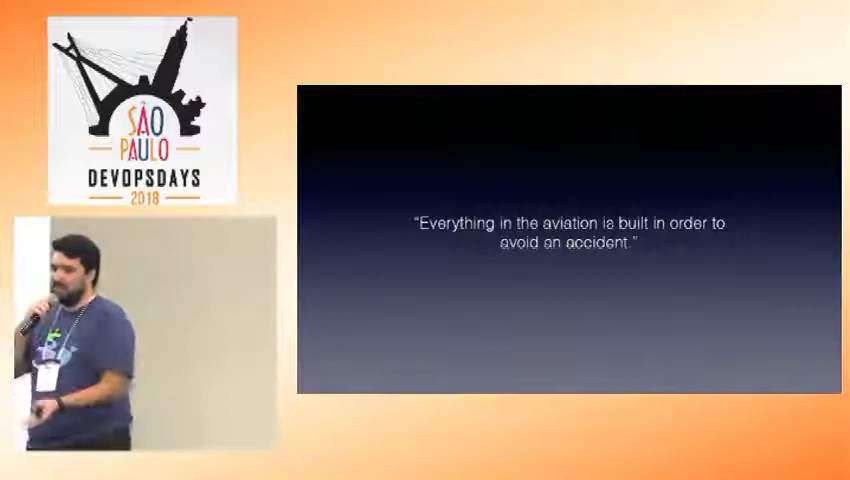 SÃO
PAULO
DEVOPSDAYS
2018
“Everything in the aviation is built in order to
avoid an accident.”